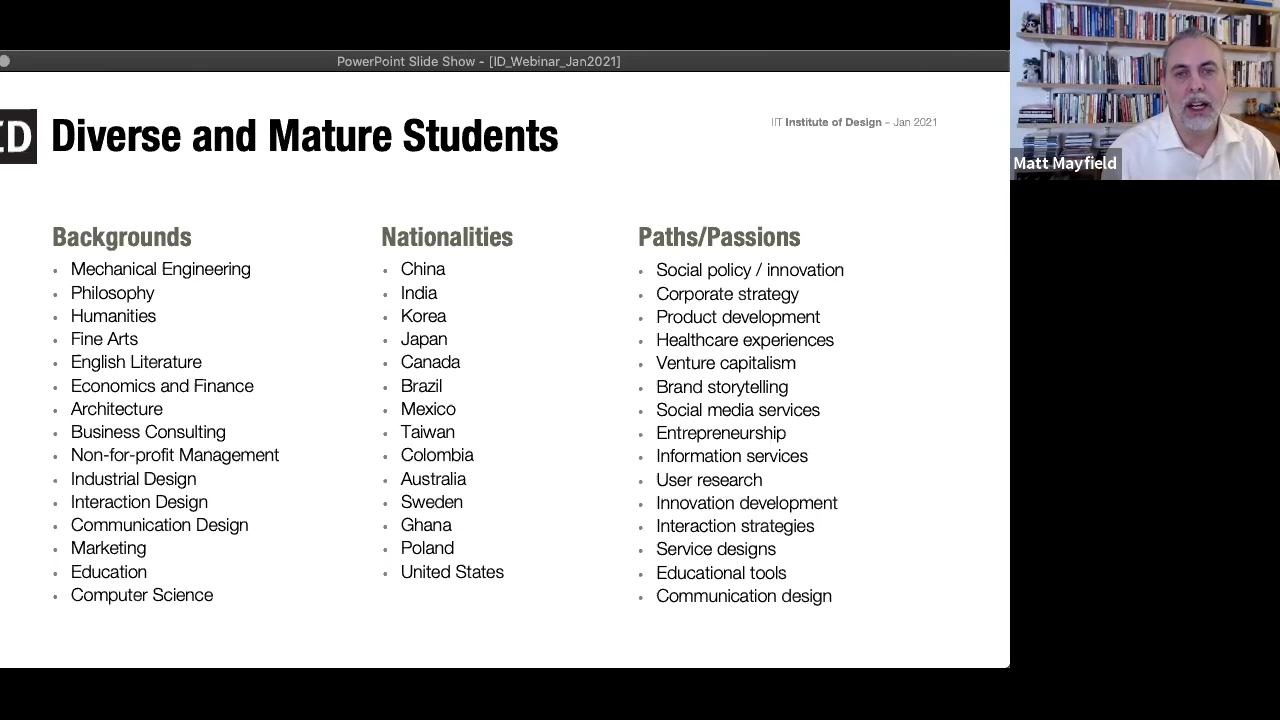 PowerPoint Slide Show - [ID_Webinar_Jan2021]
ID
Diverse and Mature Students
IIT Institute of Design – Jan 2021
Matt Mayfield
Backgrounds
• Mechanical Engineering
• Philosophy
• Humanities
• Fine Arts
• English Literature
• Economics and Finance
• Architecture
• Business Consulting
• Non-for-profit Management
• Industrial Design
• Interaction Design
• Communication Design
• Marketing
• Education
• Computer Science
Nationalities
• China
• India
• Korea
• Japan
• Canada
• Brazil
• Mexico
• Taiwan
• Colombia
• Australia
• Sweden
• Ghana
• Poland
• United States
Paths/Passions
• Social policy / innovation
• Corporate strategy
• Product development
• Healthcare experiences
• Venture capitalism
• Brand storytelling
• Social media services
• Entrepreneurship
• Information services
• User research
• Innovation development
• Interaction strategies
• Service designs
• Educational tools
• Communication design